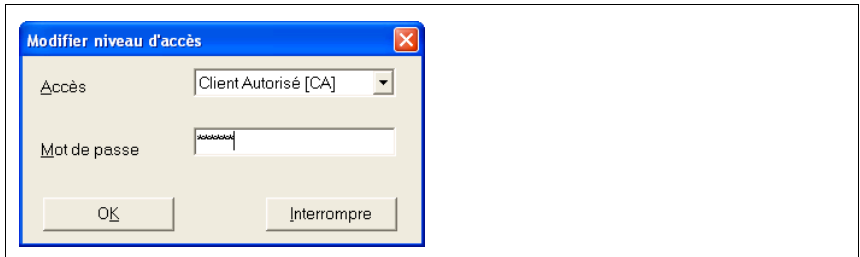 Modifier niveau d'accès
Accès
Client Autorisé [CA]
Mot de passe
*******
OK
Interrompre